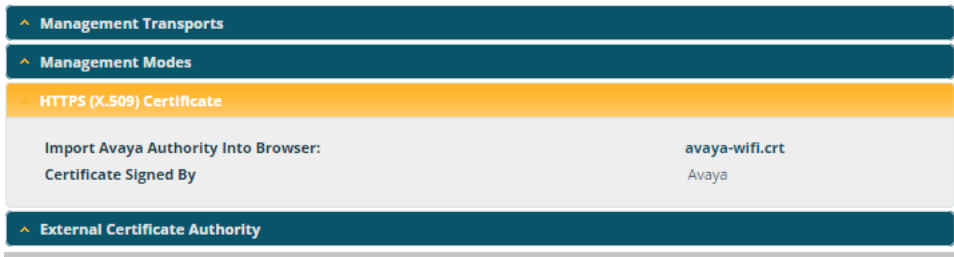 Management Transports
Management Modes
HTTPS (X.509) Certificate
Import Avaya Authority Into Browser: avaya-wifi.crt
Certificate Signed By Avaya
External Certificate Authority